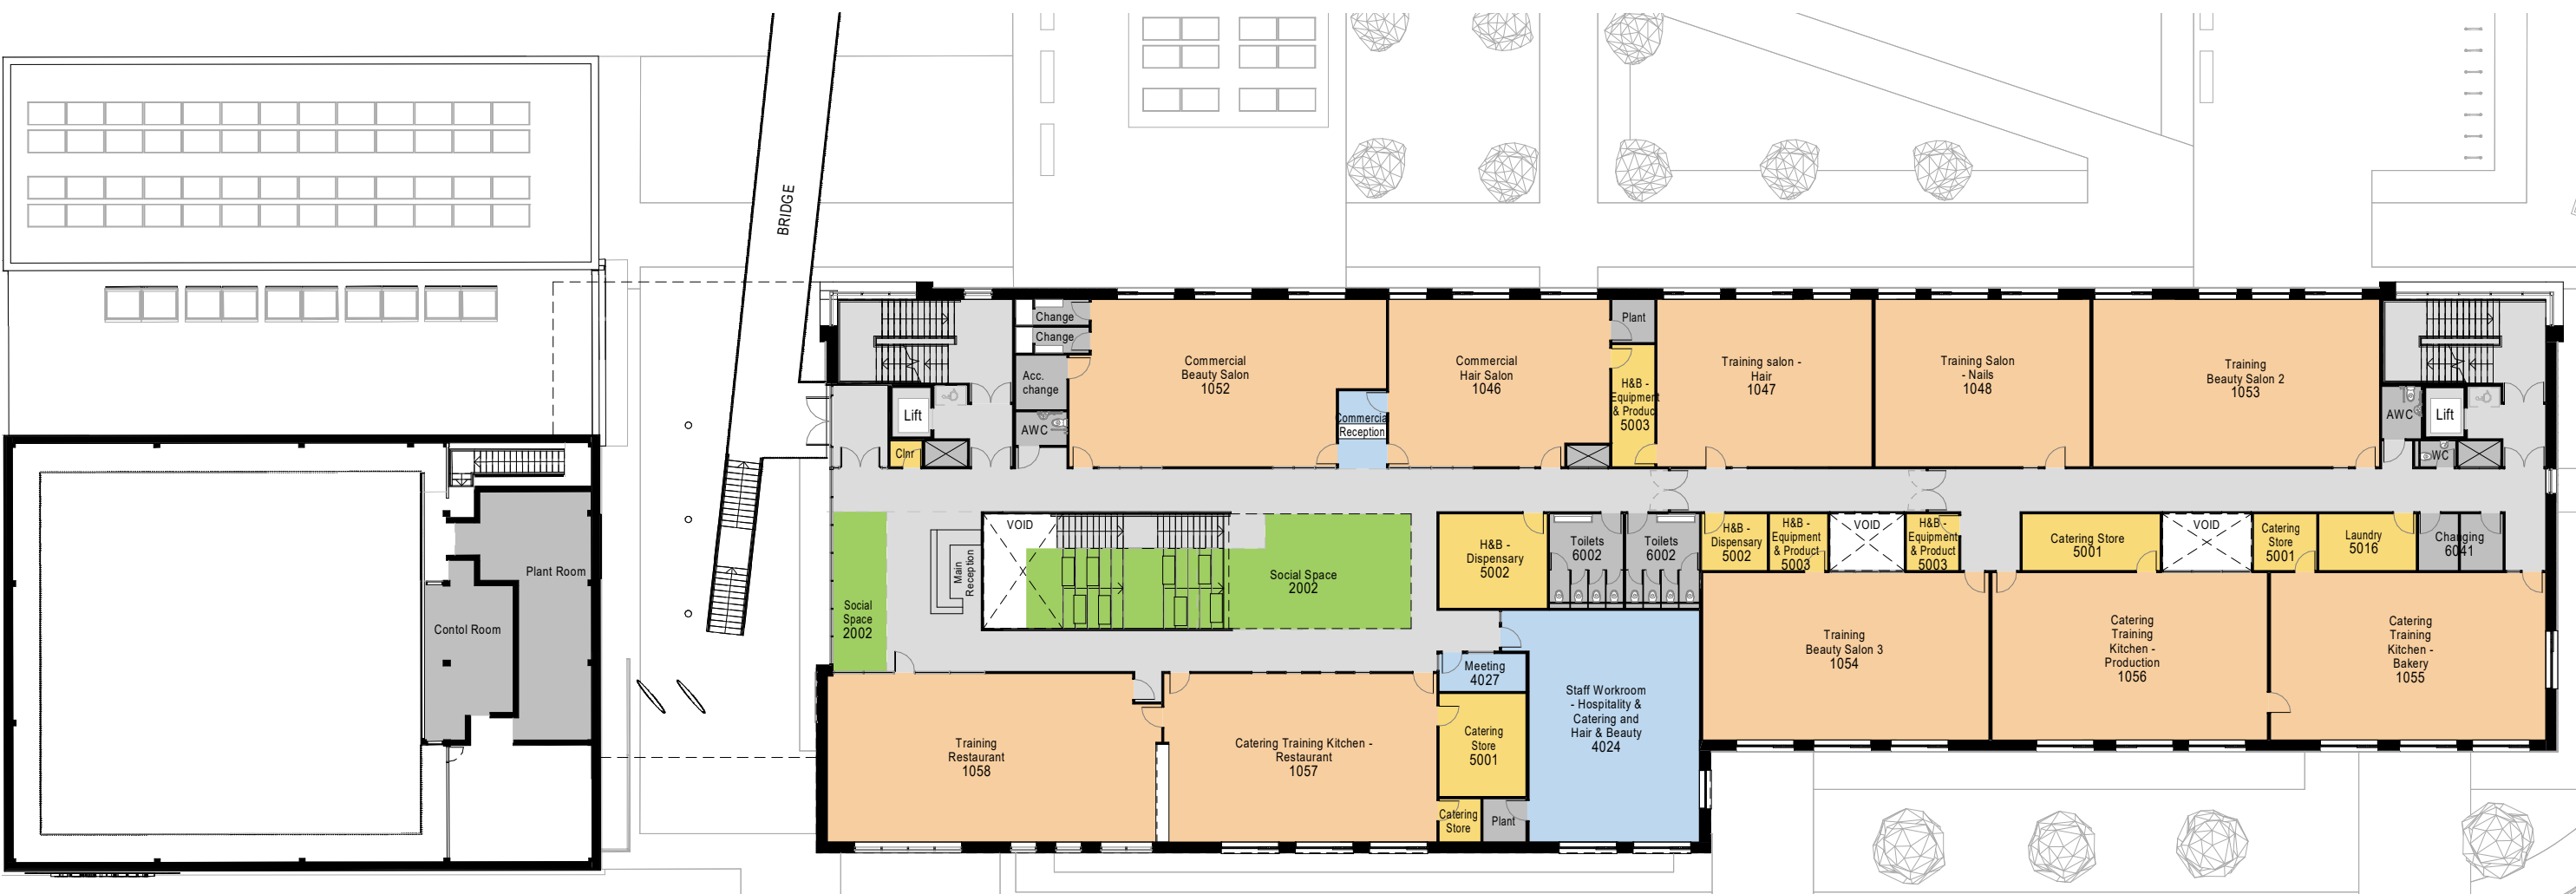 BRIDGE
Change
Change
Acc.
change
AWC
Lift
Clnr
Commercial
Beauty Salon
1052
Commercia
Reception
Commercial
Hair Salon
1046
Plant
H&B -
Equipment
& Produc
5003
Training salon -
Hair
1047
Training Salon
- Nails
1048
Training
Beauty Salon 2
1053
AWC
Lift
WC
Plant Room
Contol Room
Social
Space
2002
Main
Reception
VOID
Social Space
2002
H&B -
Dispensary
5002
Toilets
6002
Toilets
6002
H&B -
Dispensary
5002
H&B -
Equipment
& Product
5003
VOID
H&B -
Equipment
& Product
5003
Catering Store
5001
VOID
Catering
Store
5001
Laundry
5016
Changing
6041
Training
Restaurant
1058
Catering Training Kitchen -
Restaurant
1057
Meeting
4027
Catering
Store
5001
Catering
Store
Plant
Staff Workroom
- Hospitality &
Catering and
Hair & Beauty
4024
Training
Beauty Salon 3
1054
Catering
Training
Kitchen -
Production
1056
Catering
Training
Kitchen -
Bakery
1055